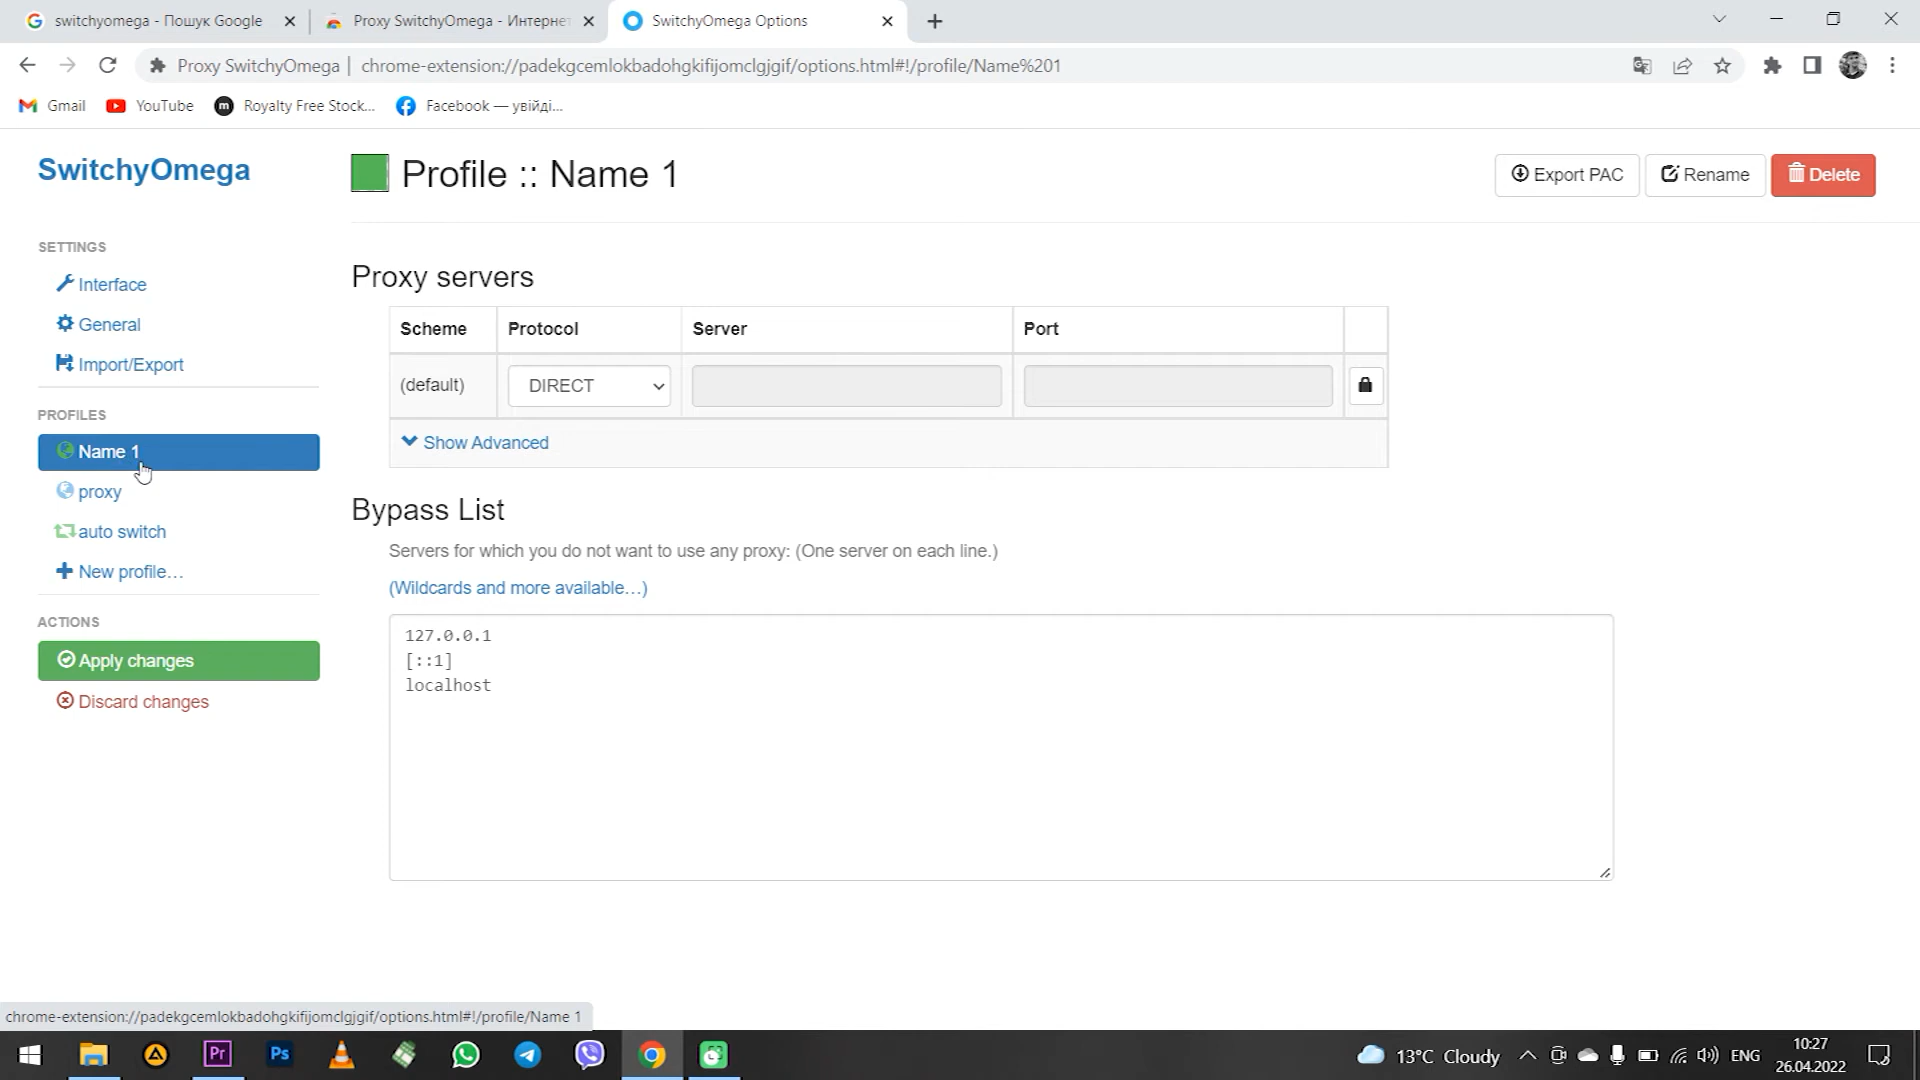 switchyomega - Пошук Google
Proxy SwitchyOmega - Интернет
SwitchyOmega Options
Proxy SwitchyOmega | chrome-extension://padekgcemlokbadohgkifijomclgjgif/options.html#!/profile/Name%201
Gmail
YouTube
m
Royalty Free Stock...
Facebook — увійді...
SwitchyOmega
Profile :: Name 1
Export PAC
Rename
Delete
SETTINGS
Interface
General
Import/Export
PROFILES
Name 1
proxy
auto switch
New profile...
ACTIONS
Apply changes
Discard changes
Proxy servers
Scheme Protocol Server Port
(default) DIRECT
Show Advanced
Bypass List
Servers for which you do not want to use any proxy: (One server on each line.)
(Wildcards and more available...)
127.0.0.1
[::1]
localhost
chrome-extension://padekgcemlokbadohgkifijomclgjgif/options.html#!/profile/Name 1
Pr
Ps
13°C Cloudy
ENG
10:27
26.04.2022